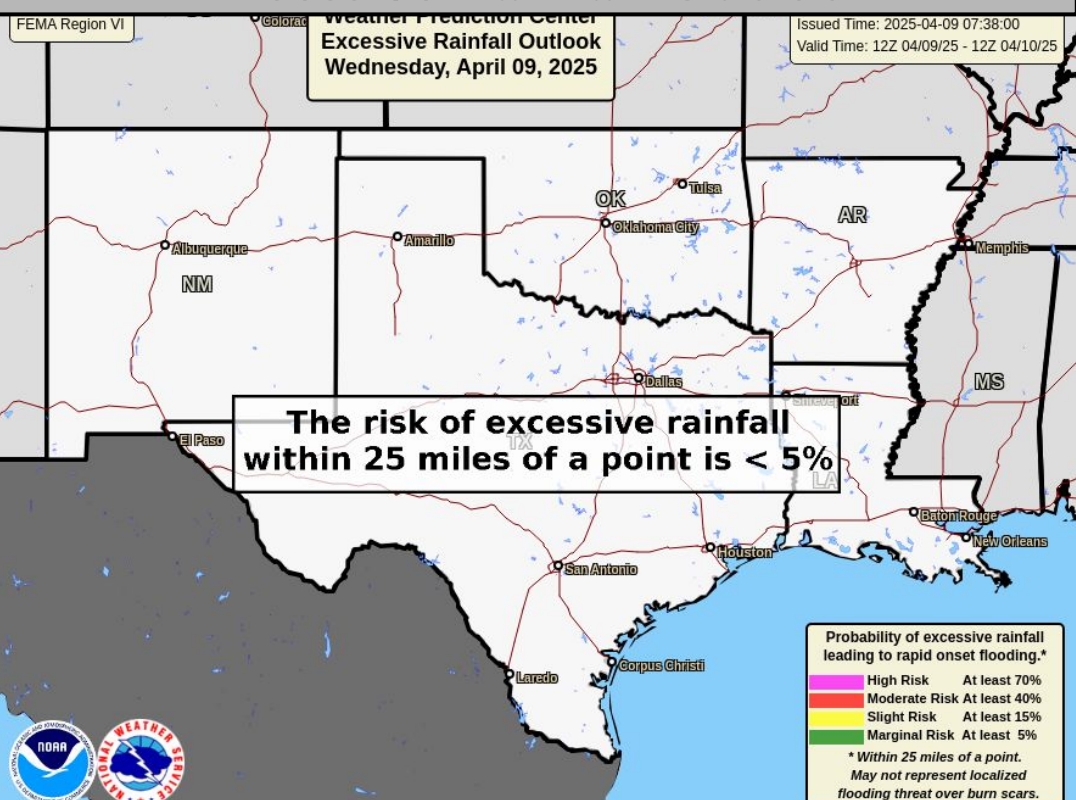 FEMA Region VI
Colorad
Weather Prediction Center
Excessive Rainfall Outlook
Wednesday, April 09, 2025
Issued Time: 2025-04-09 07:38:00
Valid Time: 12Z 04/09/25 - 12Z 04/10/25
Tulsa
OK
Oklahoma City
AR
Albuquerque
Amarillo
Memphis
NM
Dallas
MS
Shreveport
The risk of excessive rainfall
within 25 miles of a point is < 5%
El Paso
TX
LA
Baton Rouge
New Orleans
Houston
San Antonio
Corpus Christi
Laredo
Probability of excessive rainfall
leading to rapid onset flooding.*
High Risk At least 70%
Moderate Risk At least 40%
Slight Risk At least 15%
Marginal Risk At least 5%
* Within 25 miles of a point.
May not represent localized
flooding threat over burn scars.
NOAA
NATIONAL WEATHER SERVICE